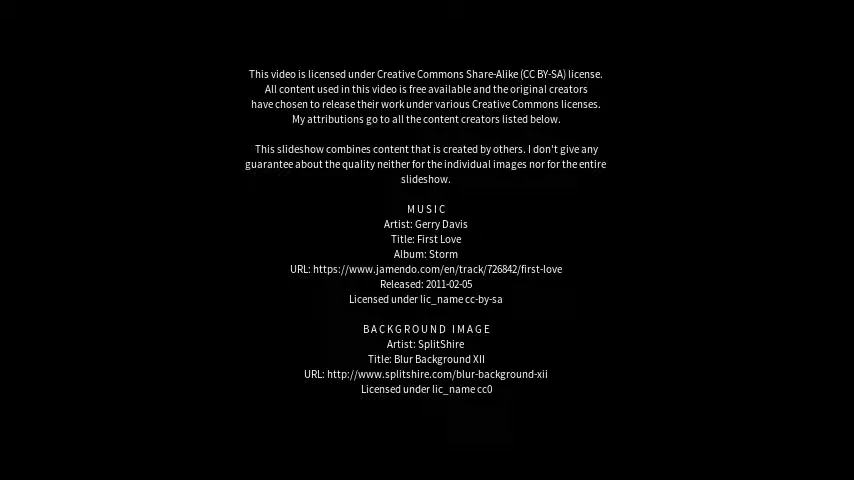 This video is licensed under Creative Commons Share-Alike (CC BY-SA) license.
All content used in this video is free available and the original creators
have chosen to release their work under various Creative Commons licenses.
My attributions go to all the content creators listed below.
This slideshow combines content that is created by others. I don't give any
guarantee about the quality neither for the individual images nor for the entire
slideshow.
MUSIC
Artist: Gerry Davis
Title: First Love
Album: Storm
URL: https://www.jamendo.com/en/track/726842/first-love
Released: 2011-02-05
Licensed under lic_name cc-by-sa
BACKGROUND IMAGE
Artist: SplitShire
Title: Blur Background XII
URL: http://www.splitshire.com/blur-background-xii
Licensed under lic_name cc0